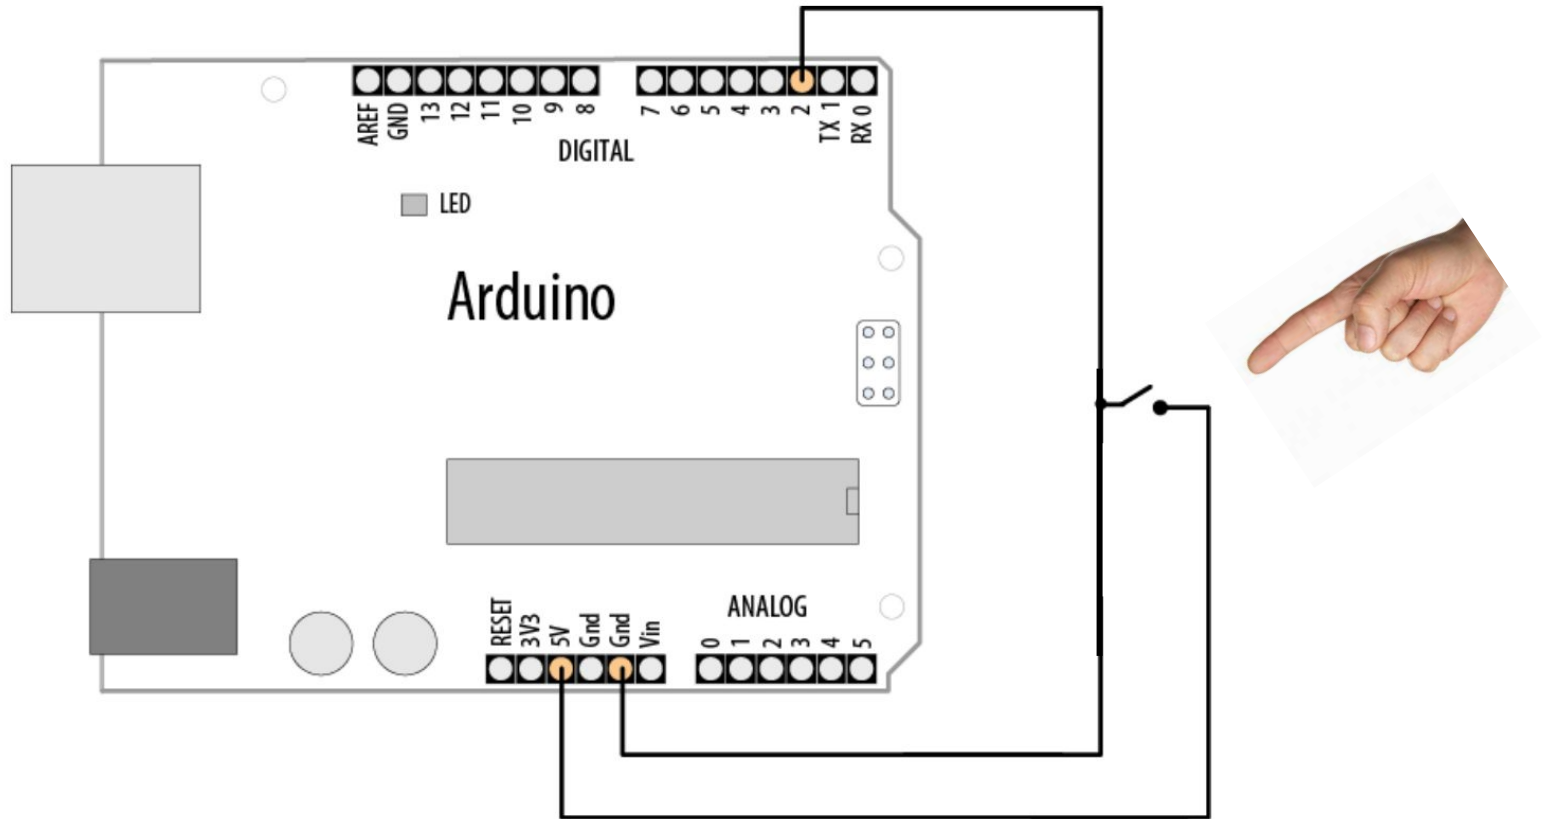 AREF GND 13 12 11 10 9 8 7 6 5 4 3 2 TX 1 RX 0
DIGITAL
LED
Arduino
ANALOG
RESET 3V3 5V Gnd Gnd Vin 0 1 2 3 4 5